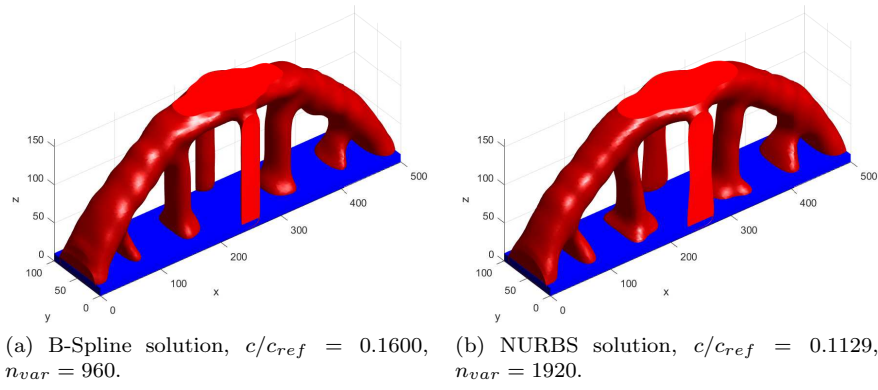 150
100
z
50
0
100
50
y
0
0
100
200
x
300
400
500
150
100
z
50
0
100
50
y
0
0
100
200
x
300
400
500
(a) B-Spline solution, c/c_ref = 0.1600,
n_var = 960.
(b) NURBS solution, c/c_ref = 0.1129,
n_var = 1920.